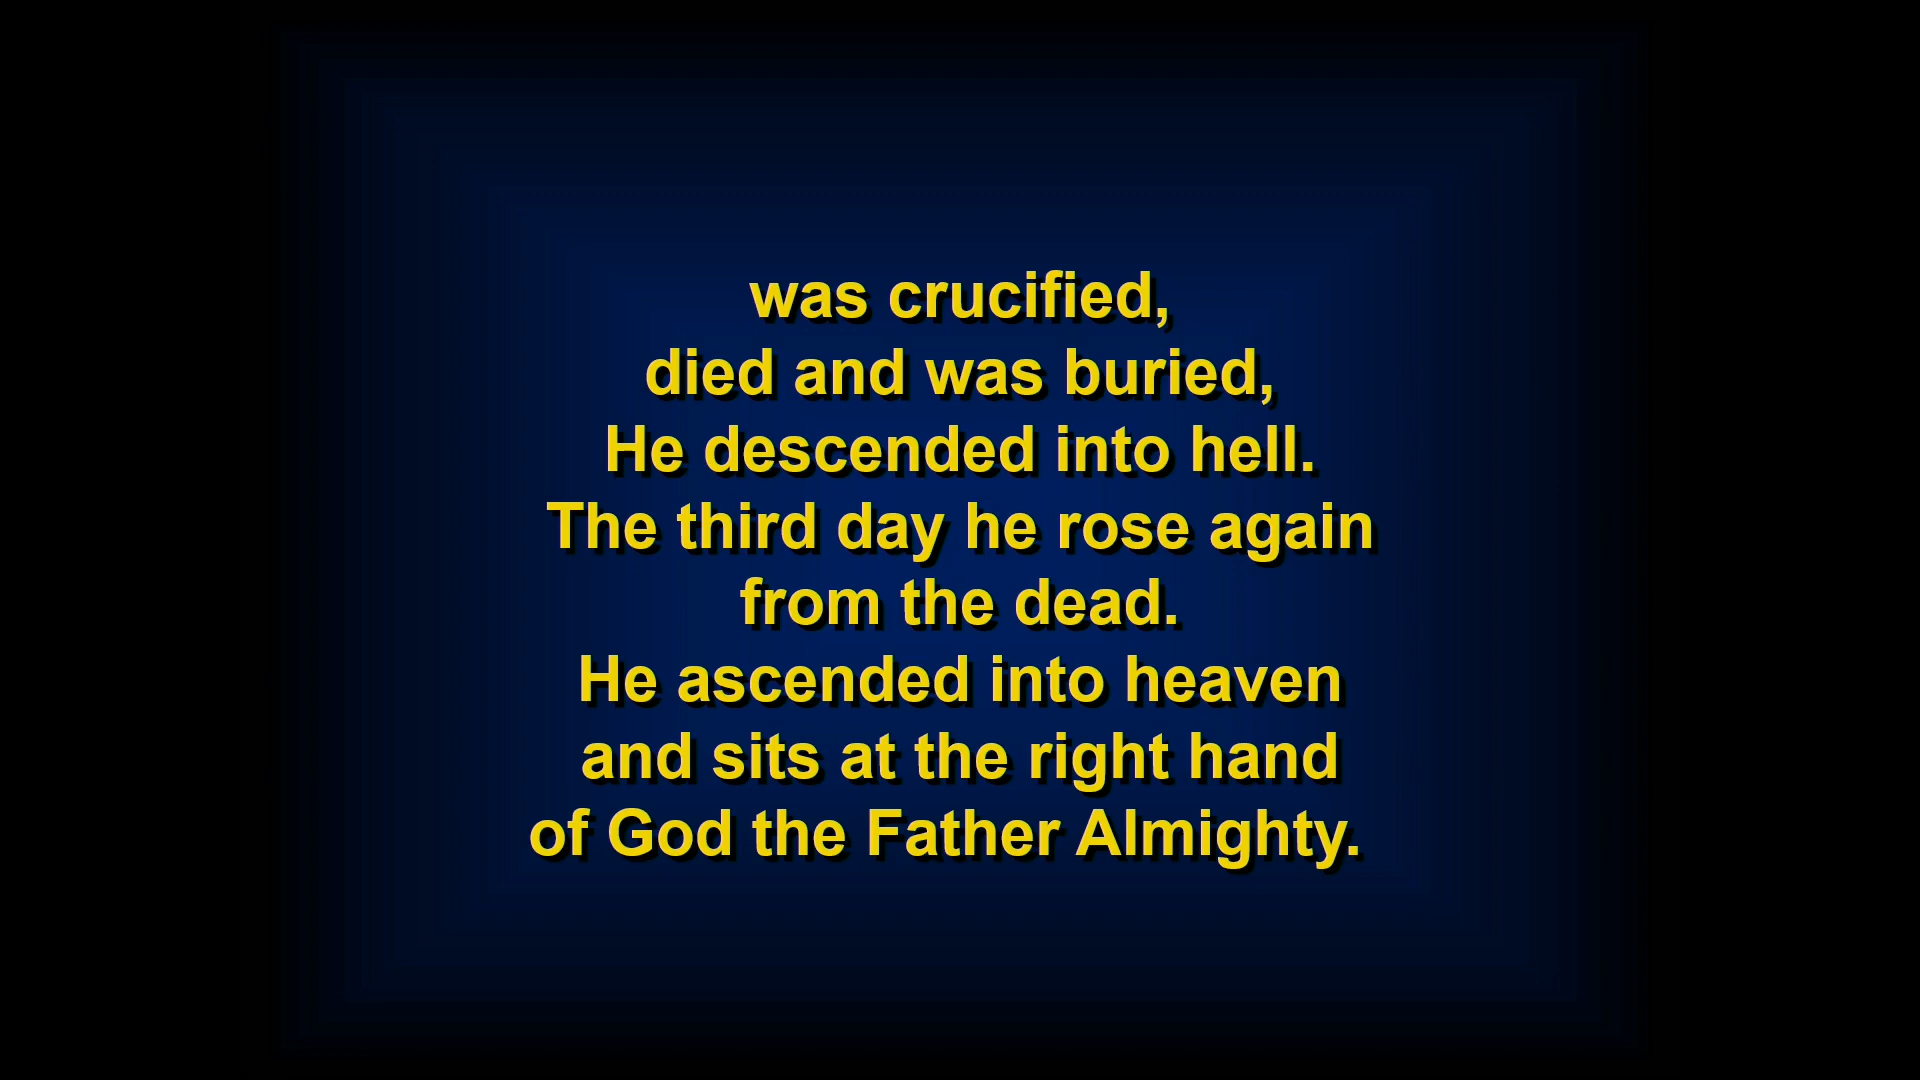 was crucified,
died and was buried,
He descended into hell.
The third day he rose again
from the dead.
He ascended into heaven
and sits at the right hand
of God the Father Almighty.